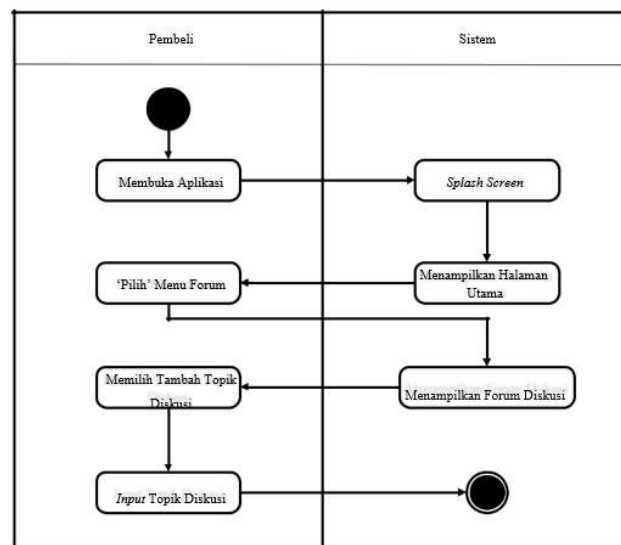 Pembeli
Sistem
Membuka Aplikasi
Splash Screen
Menampilkan Halaman
Utama
‘Pilih’ Menu Forum
Memilih Tambah Topik
Diskusi
Menampilkan Forum Diskusi
Input Topik Diskusi